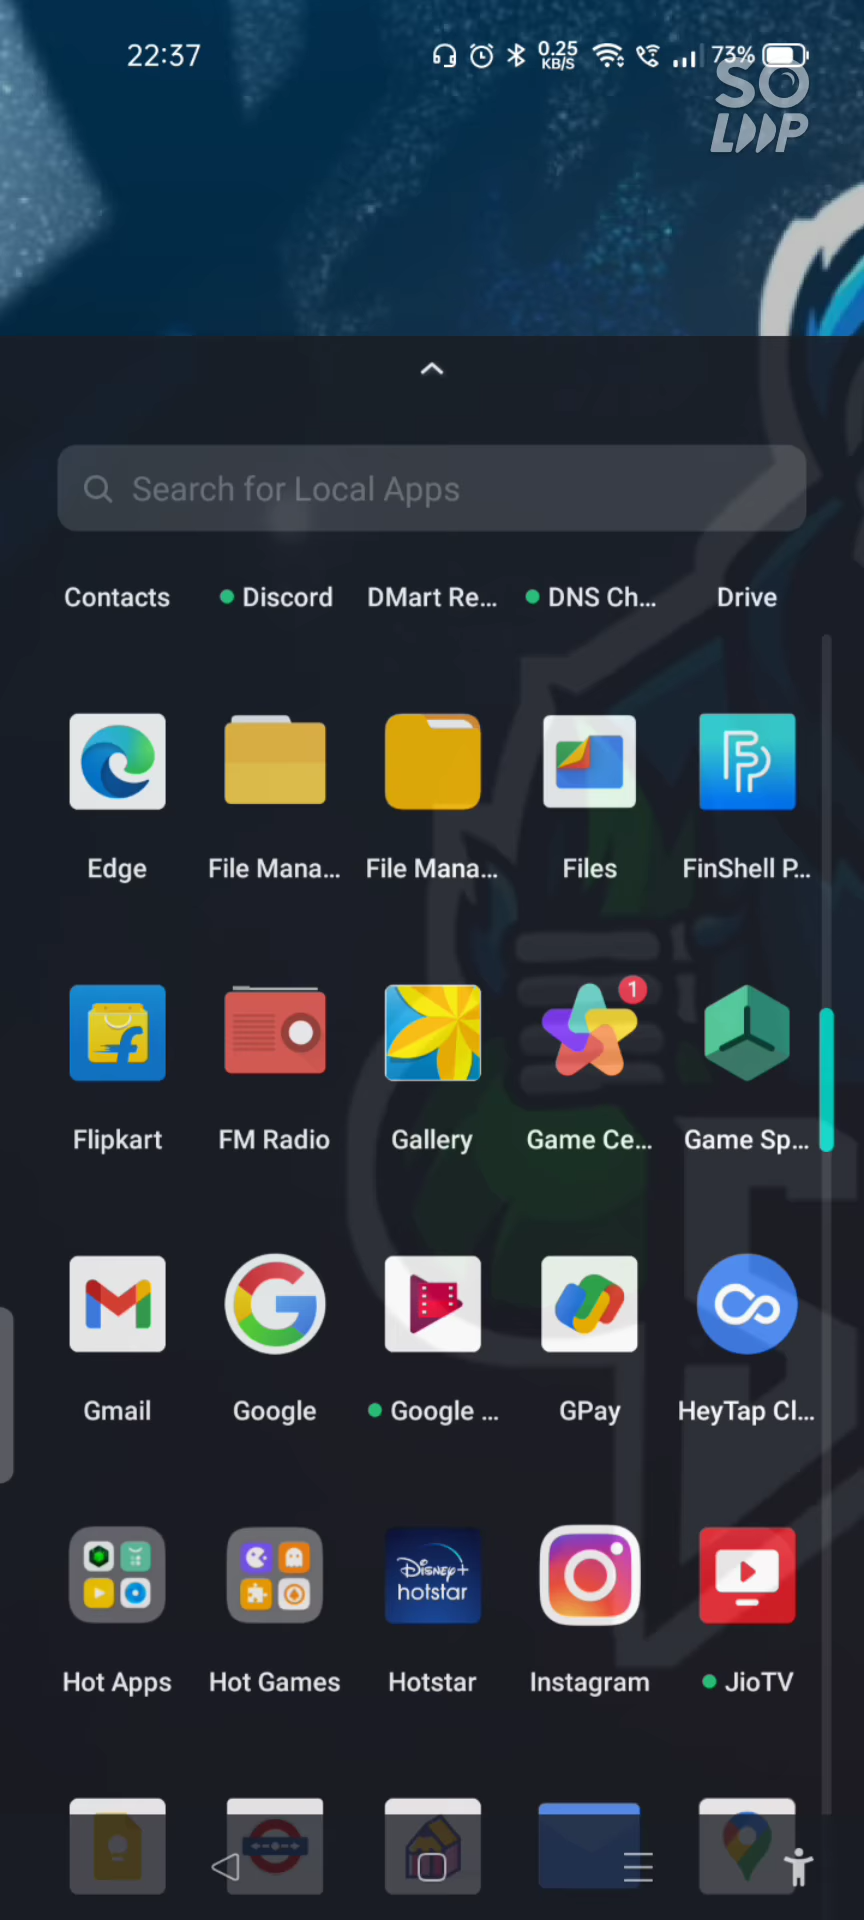 22:37
0.25
KB/S
73%
SO
LOOP
Search for Local Apps
Contacts
Discord
DMart Re...
DNS Ch...
Drive
Edge
File Mana...
File Mana...
Files
FinShell P...
Flipkart
FM Radio
Gallery
1
Game Ce...
Game Sp...
Gmail
Google
Google ...
GPay
HeyTap Cl...
Disney+
hotstar
Hot Apps
Hot Games
Hotstar
Instagram
JioTV